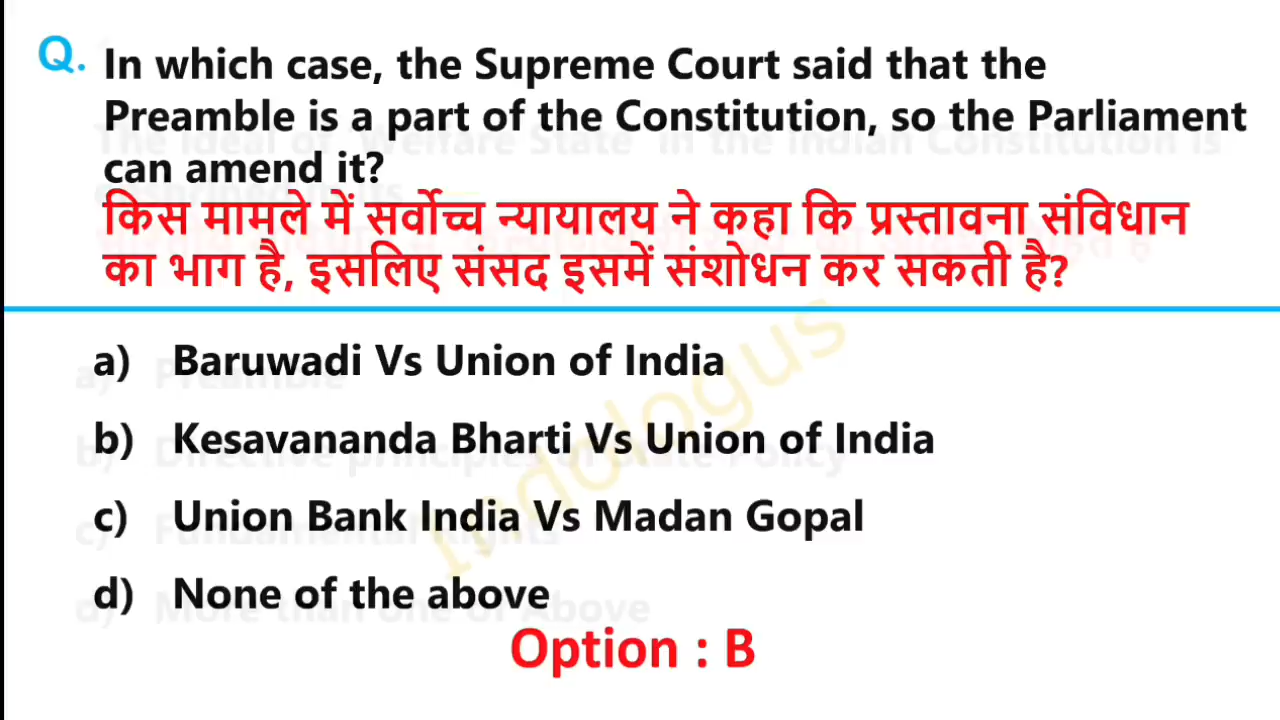 Q. In which case, the Supreme Court said that the
Preamble is a part of the Constitution, so the Parliament
can amend it?
किस मामले में सर्वोच्च न्यायालय ने कहा कि प्रस्तावना संविधान
का भाग है, इसलिए संसद इसमें संशोधन कर सकती है?
a) Baruwadi Vs Union of India
b) Kesavananda Bharti Vs Union of India
c) Union Bank India Vs Madan Gopal
d) None of the above
Option : B
Indologus